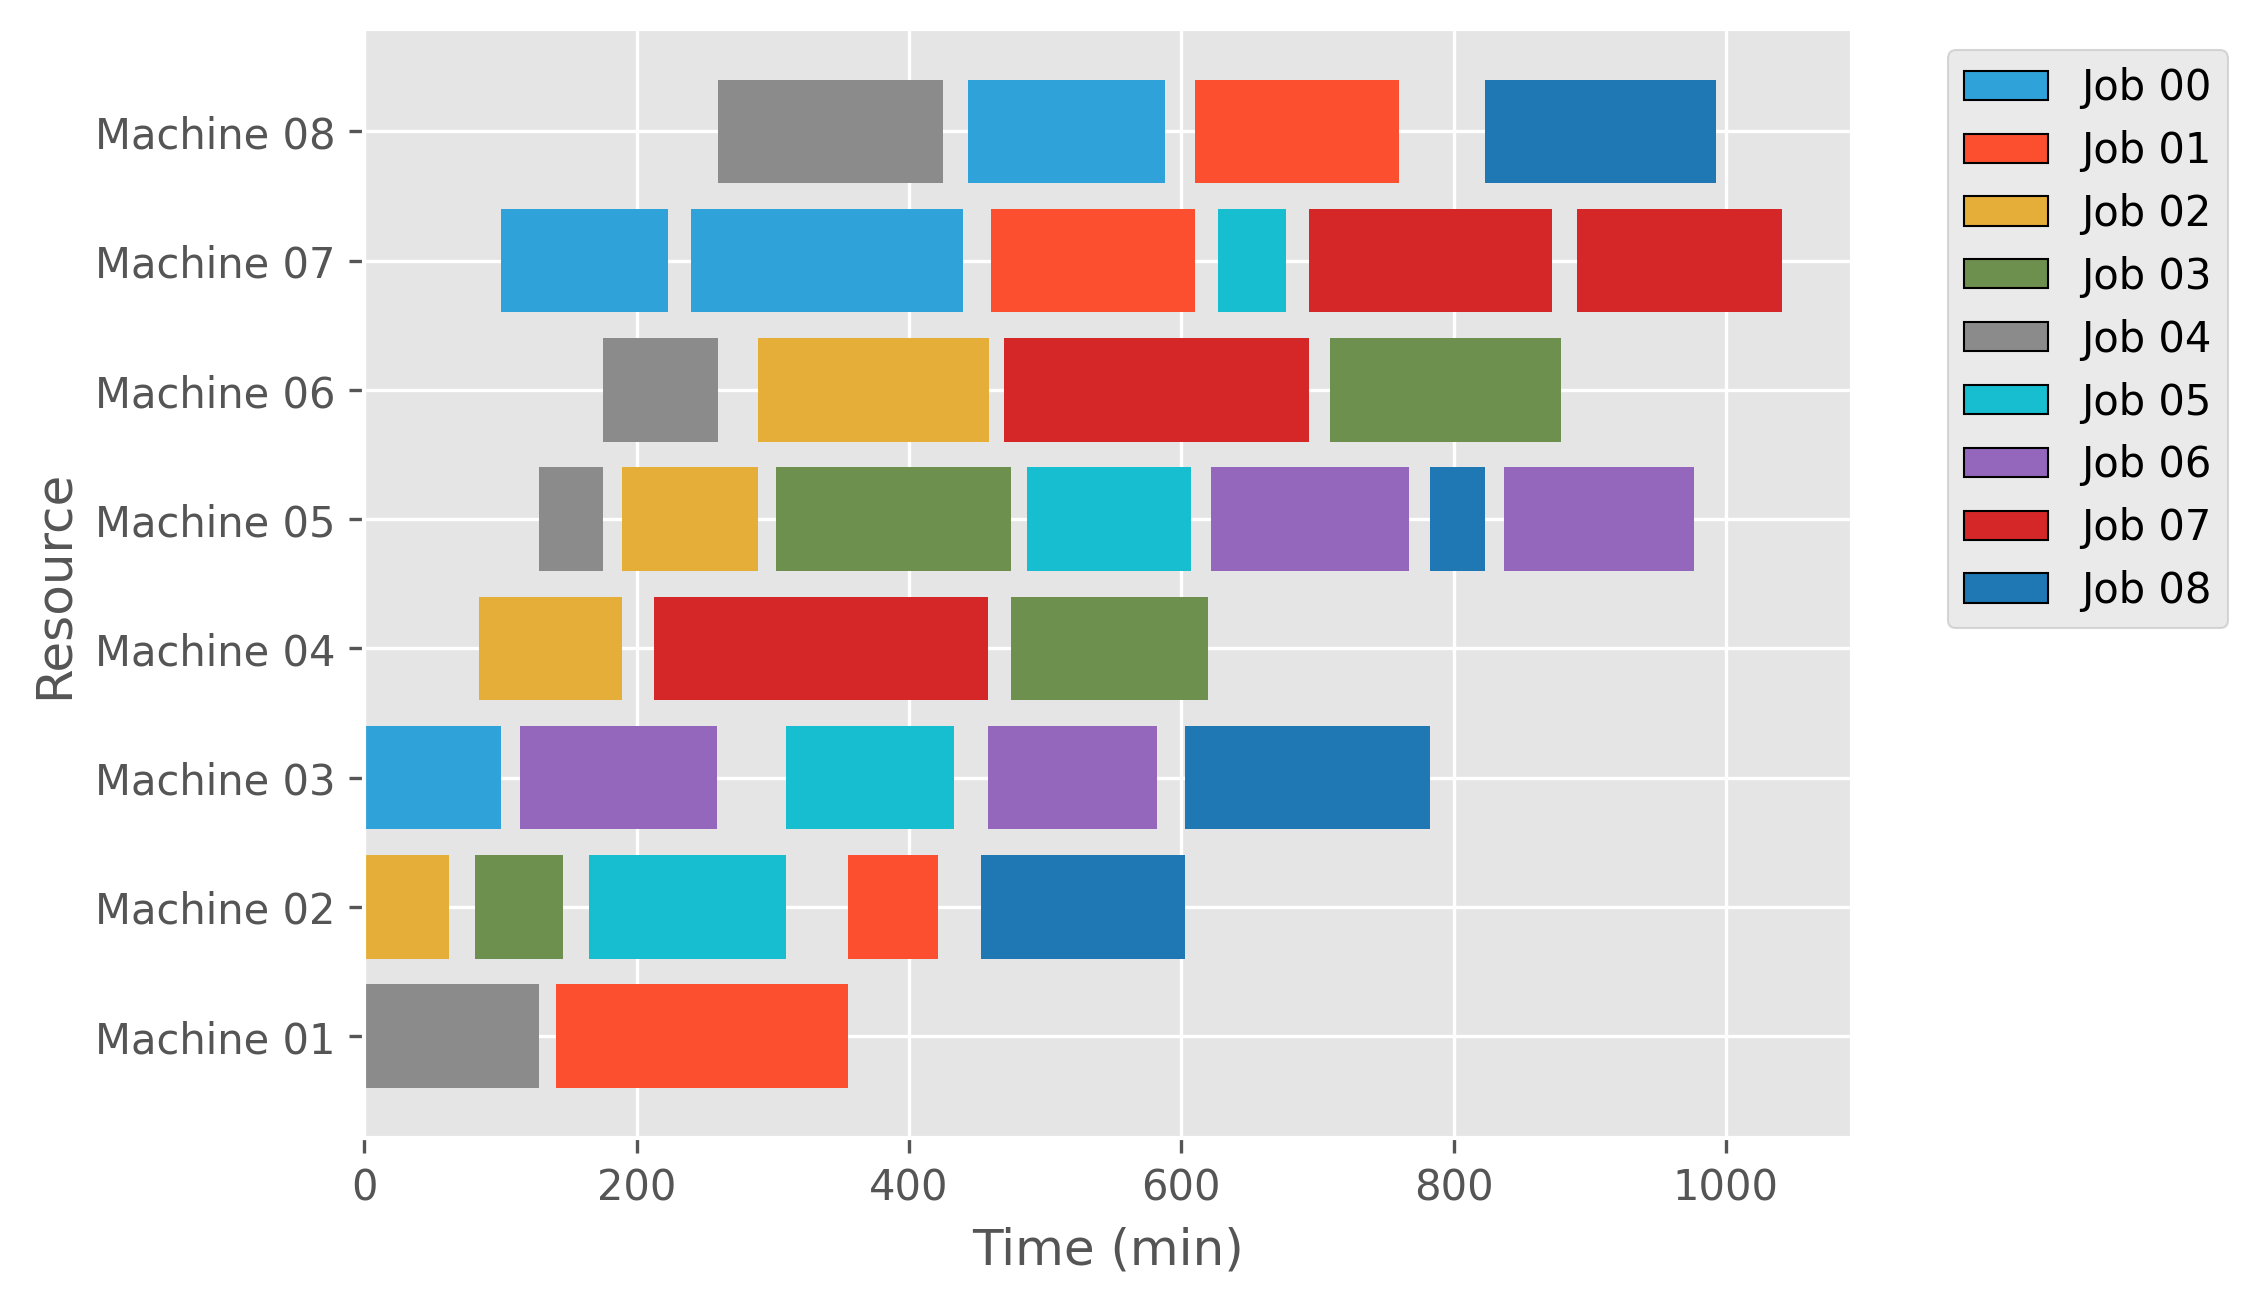 Machine 08
Machine 07
Machine 06
Machine 05
Machine 04
Machine 03
Machine 02
Machine 01
Resource
0
200
400
600
800
1000
Time (min)
Job 00
Job 01
Job 02
Job 03
Job 04
Job 05
Job 06
Job 07
Job 08